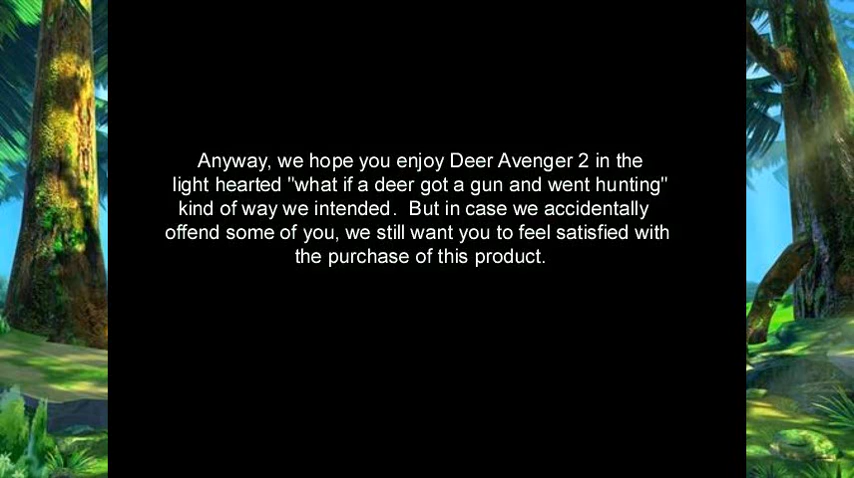 Anyway, we hope you enjoy Deer Avenger 2 in the
light hearted "what if a deer got a gun and went hunting"
kind of way we intended.  But in case we accidentally
offend some of you, we still want you to feel satisfied with
the purchase of this product.